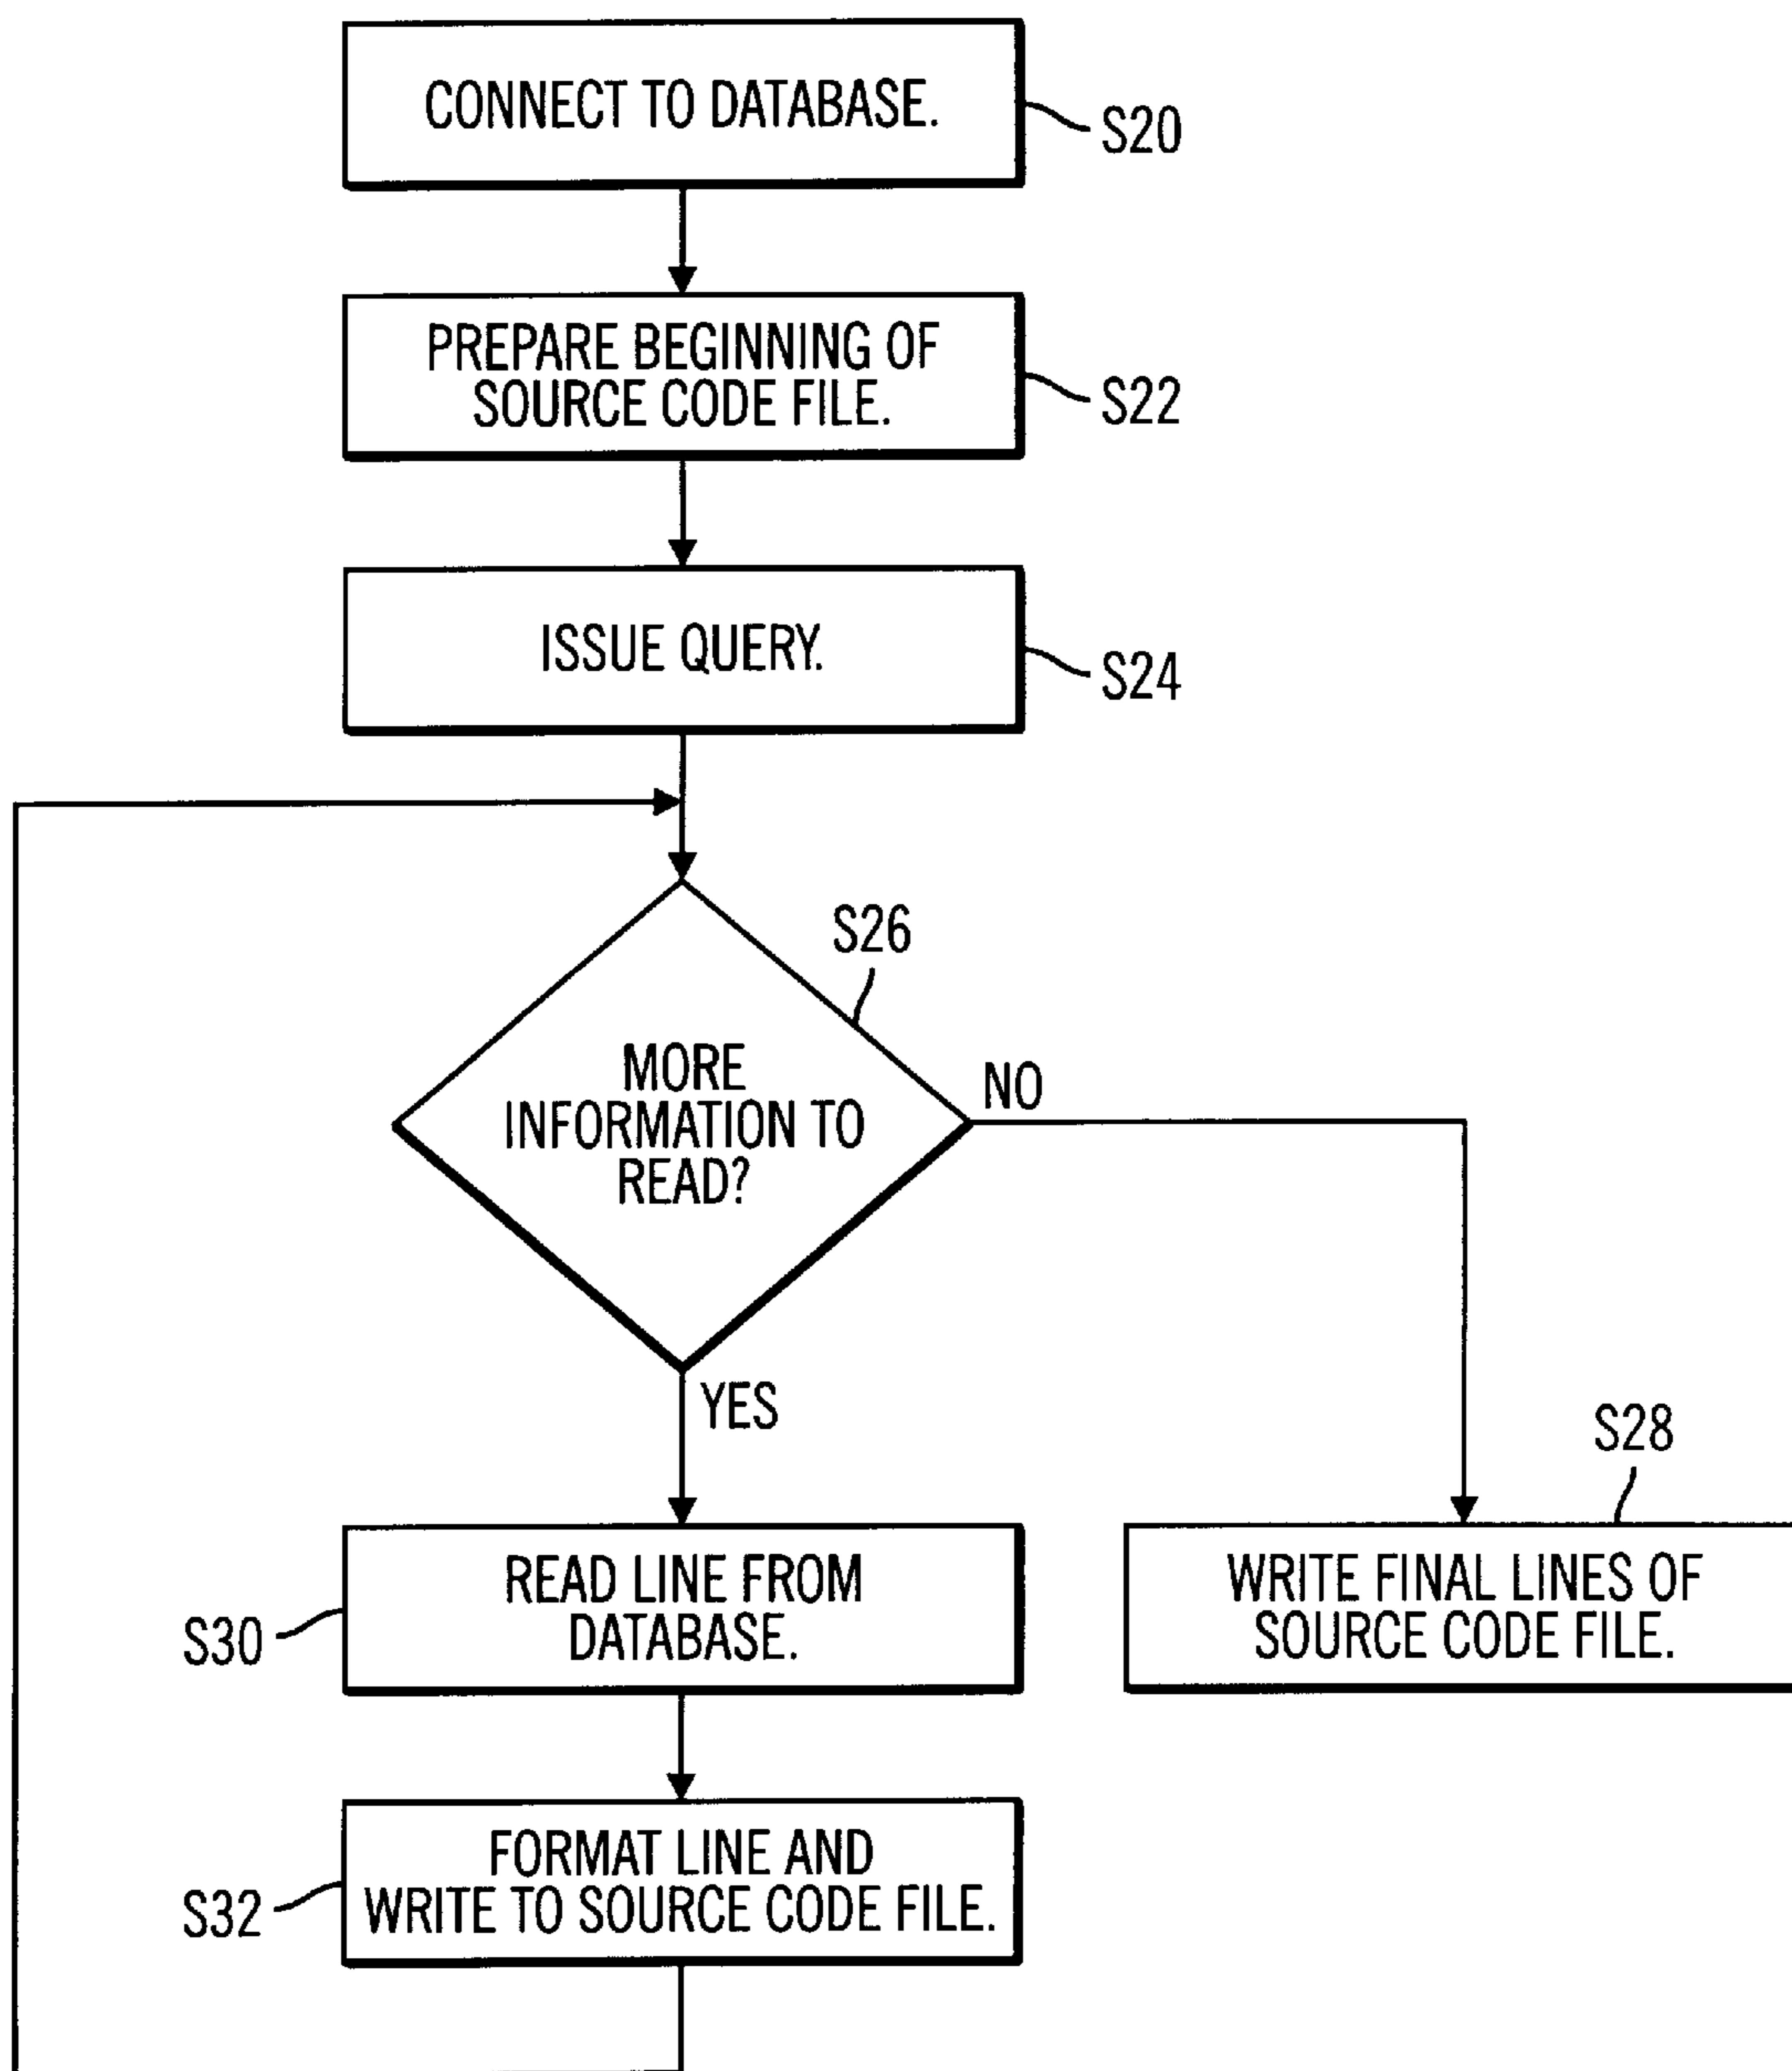 CONNECT TO DATABASE.
S20
PREPARE BEGINNING OF
SOURCE CODE FILE.
S22
ISSUE QUERY.
S24
S26
MORE
INFORMATION TO
READ?
NO
YES
S28
READ LINE FROM
DATABASE.
S30
WRITE FINAL LINES OF
SOURCE CODE FILE.
FORMAT LINE AND
WRITE TO SOURCE CODE FILE.
S32